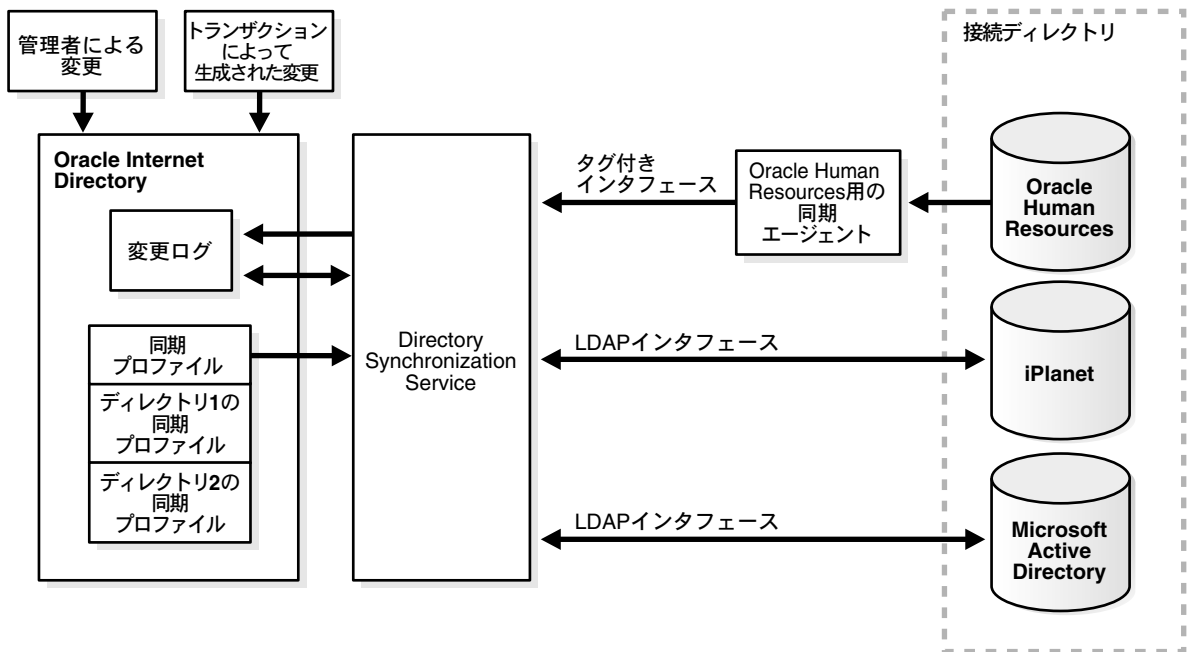 管理者による
変更
トランザクション
によって
生成された変更
接続ディレクトリ
Oracle Internet
Directory
変更ログ
同期
プロファイル
ディレクトリ1の
同期
プロファイル
ディレクトリ2の
同期
プロファイル
Directory
Synchronization
Service
タグ付き
インタフェース
Oracle Human
Resources用の
同期
エージェント
Oracle
Human
Resources
LDAPインタフェース
iPlanet
LDAPインタフェース
Microsoft
Active
Directory